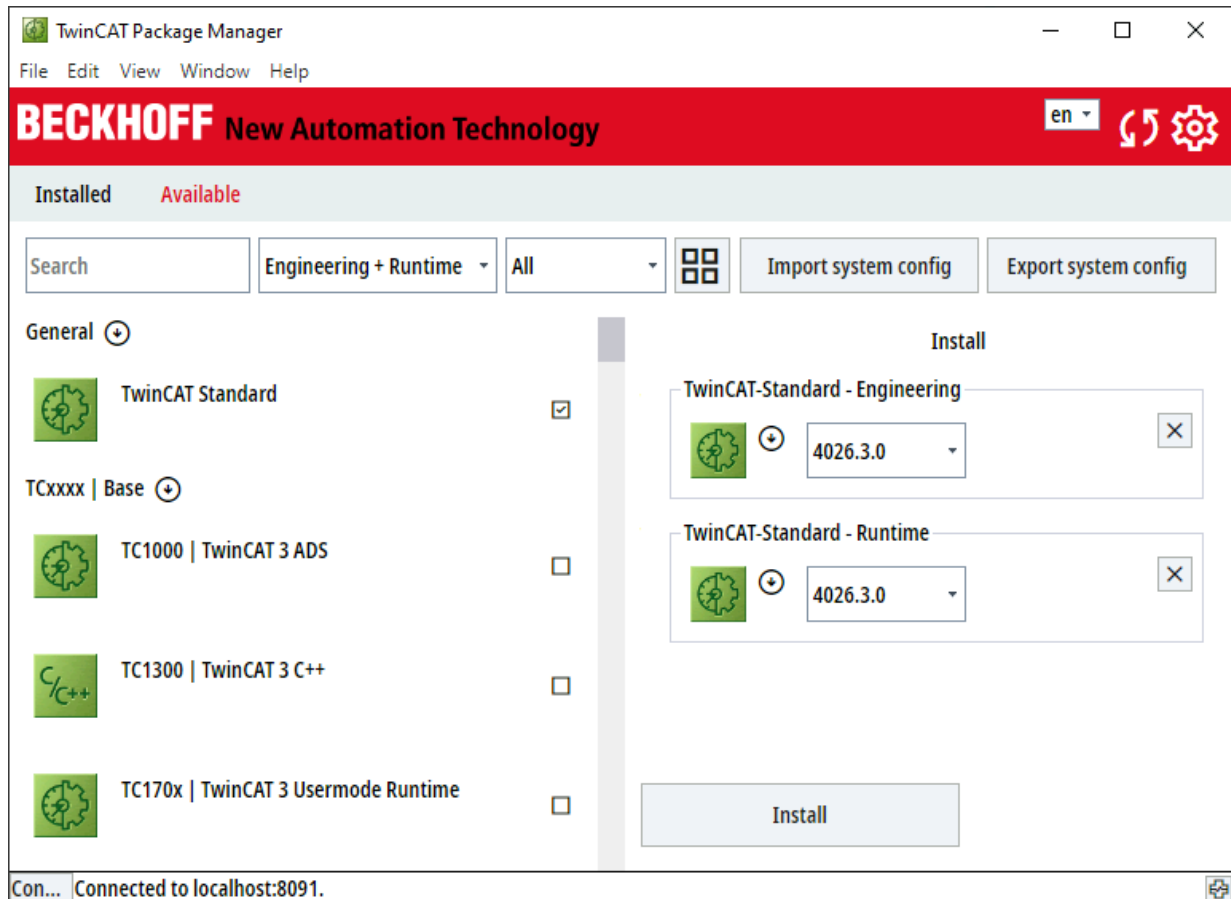 TwinCAT Package Manager
File Edit View Window Help
BECKHOFF New Automation Technology
en
Installed Available
Search
Engineering + Runtime
All
Import system config
Export system config
General
TwinCAT Standard
TCxxxx | Base
TC1000 | TwinCAT 3 ADS
C/C++
TC1300 | TwinCAT 3 C++
TC170x | TwinCAT 3 Usermode Runtime
Install
TwinCAT-Standard - Engineering
4026.3.0
TwinCAT-Standard - Runtime
4026.3.0
Install
Con... Connected to localhost:8091.